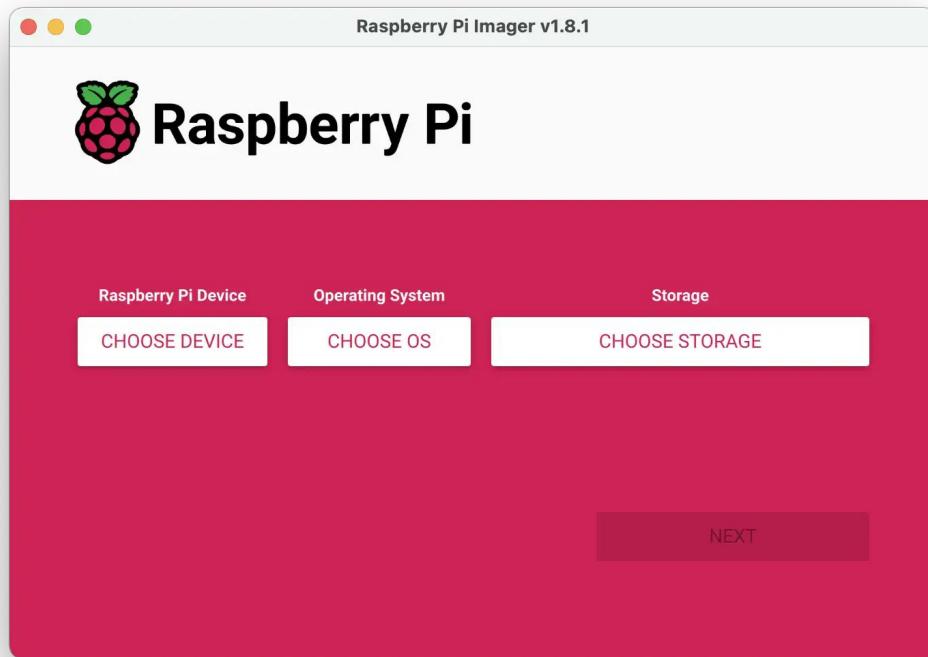 Raspberry Pi Imager v1.8.1
Raspberry Pi
Raspberry Pi Device
Operating System
Storage
CHOOSE DEVICE
CHOOSE OS
CHOOSE STORAGE
NEXT